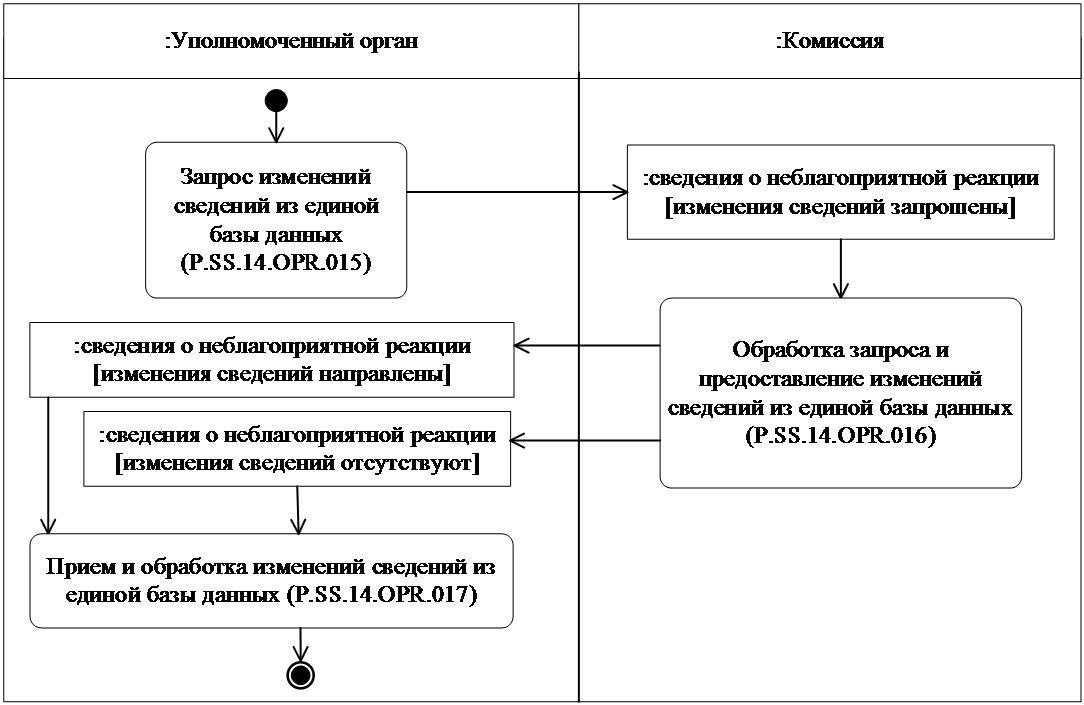 :Уполномоченный орган
:Комиссия
Запрос изменений
сведений из единой
базы данных
(P.SS.14.OPR.015)
:сведения о неблагоприятной реакции
[изменения сведений запрошены]
:сведения о неблагоприятной реакции
[изменения сведений направлены]
Обработка запроса и
предоставление изменений
сведений из единой базы данных
(P.SS.14.OPR.016)
:сведения о неблагоприятной реакции
[изменения сведений отсутствуют]
Прием и обработка изменений сведений из
единой базы данных (P.SS.14.OPR.017)